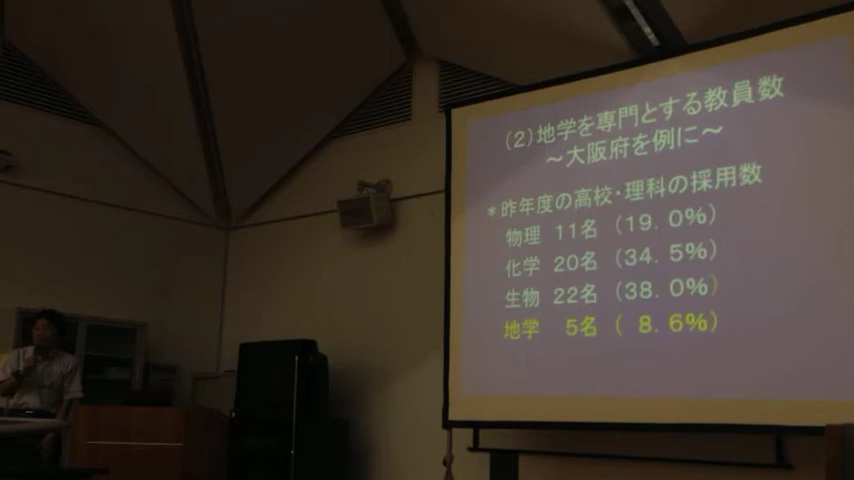 （2）地学を専門とする教員数
～大阪府を例に～
＊昨年度の高校・理科の採用数
物理 11名 （19．0%）
化学 20名 （34．5%）
生物 22名 （38．0%）
地学 5名 （ 8．6%）